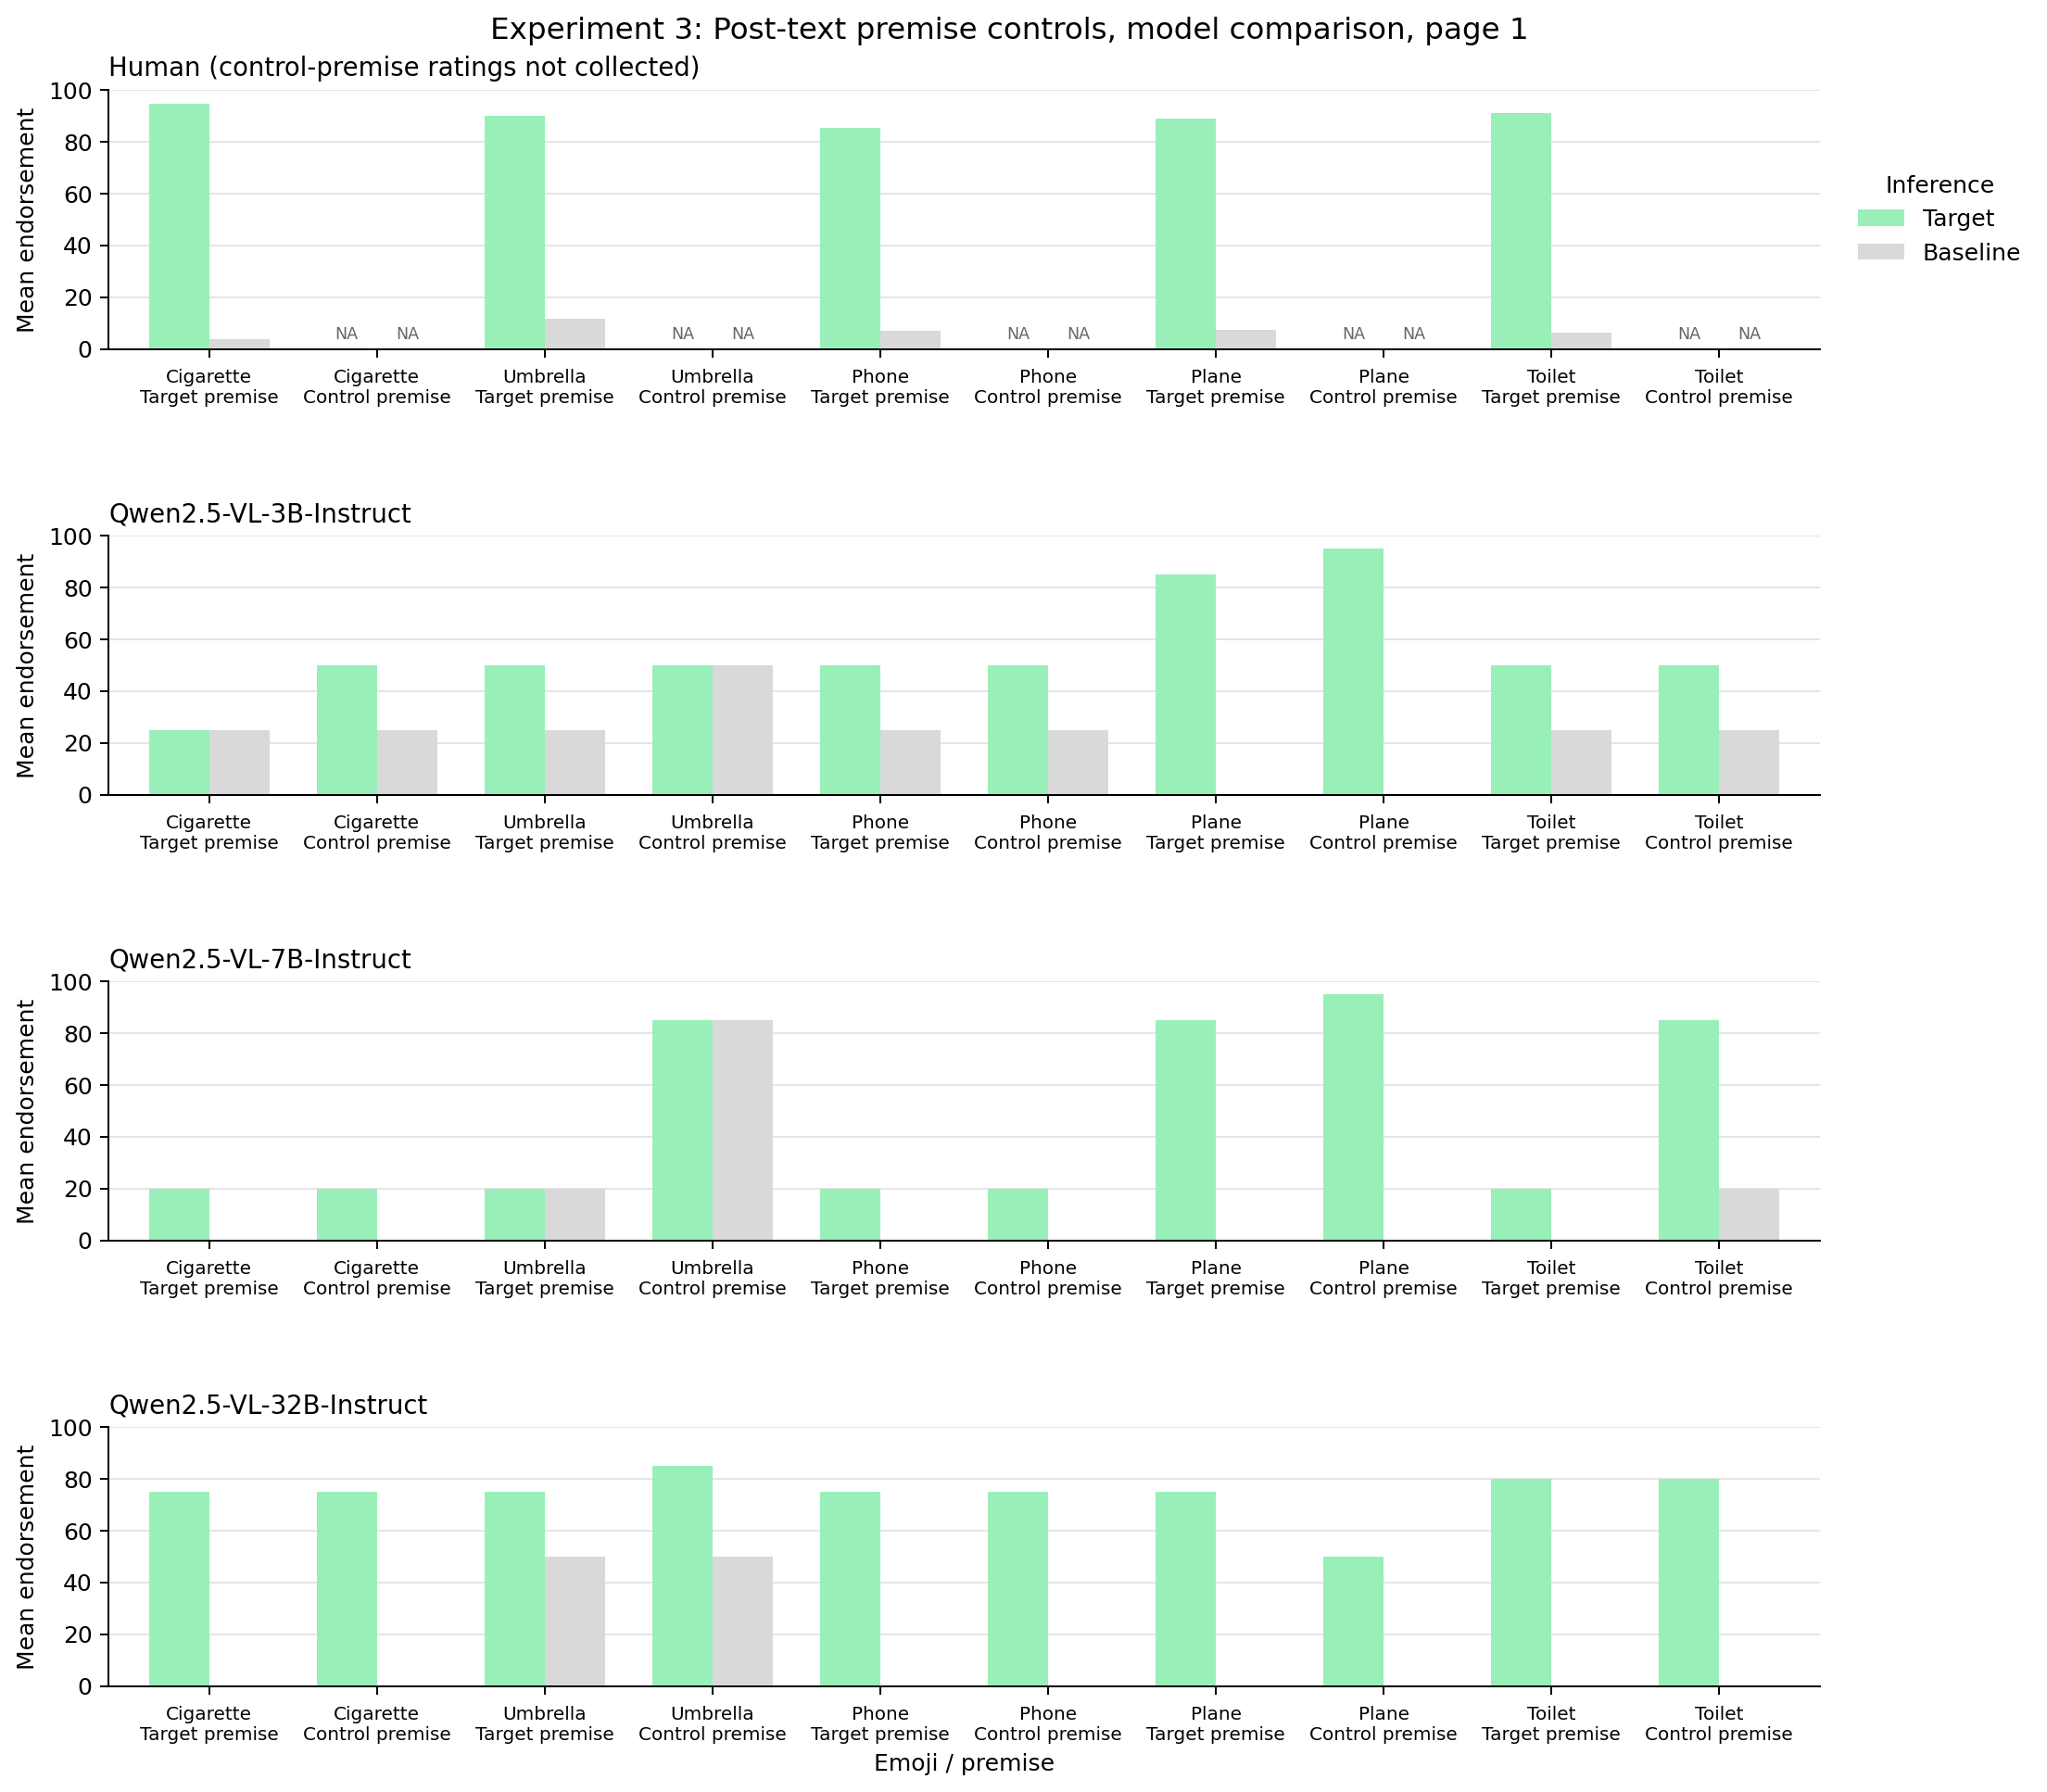 Experiment 3: Post-text premise controls, model comparison, page 1
Human (control-premise ratings not collected)
Mean endorsement
100
80
60
40
20
0
NA NA NA NA NA NA NA NA NA NA
Cigarette Cigarette Umbrella Umbrella Phone Phone Plane Plane Toilet Toilet
Target premise Control premise Target premise Control premise Target premise Control premise Target premise Control premise Target premise Control premise
Inference
Target
Baseline
Qwen2.5-VL-3B-Instruct
Mean endorsement
100
80
60
40
20
0
Cigarette Cigarette Umbrella Umbrella Phone Phone Plane Plane Toilet Toilet
Target premise Control premise Target premise Control premise Target premise Control premise Target premise Control premise Target premise Control premise
Qwen2.5-VL-7B-Instruct
Mean endorsement
100
80
60
40
20
0
Cigarette Cigarette Umbrella Umbrella Phone Phone Plane Plane Toilet Toilet
Target premise Control premise Target premise Control premise Target premise Control premise Target premise Control premise Target premise Control premise
Qwen2.5-VL-32B-Instruct
Mean endorsement
100
80
60
40
20
0
Cigarette Cigarette Umbrella Umbrella Phone Phone Plane Plane Toilet Toilet
Target premise Control premise Target premise Control premise Target premise Control premise Target premise Control premise Target premise Control premise
Emoji / premise